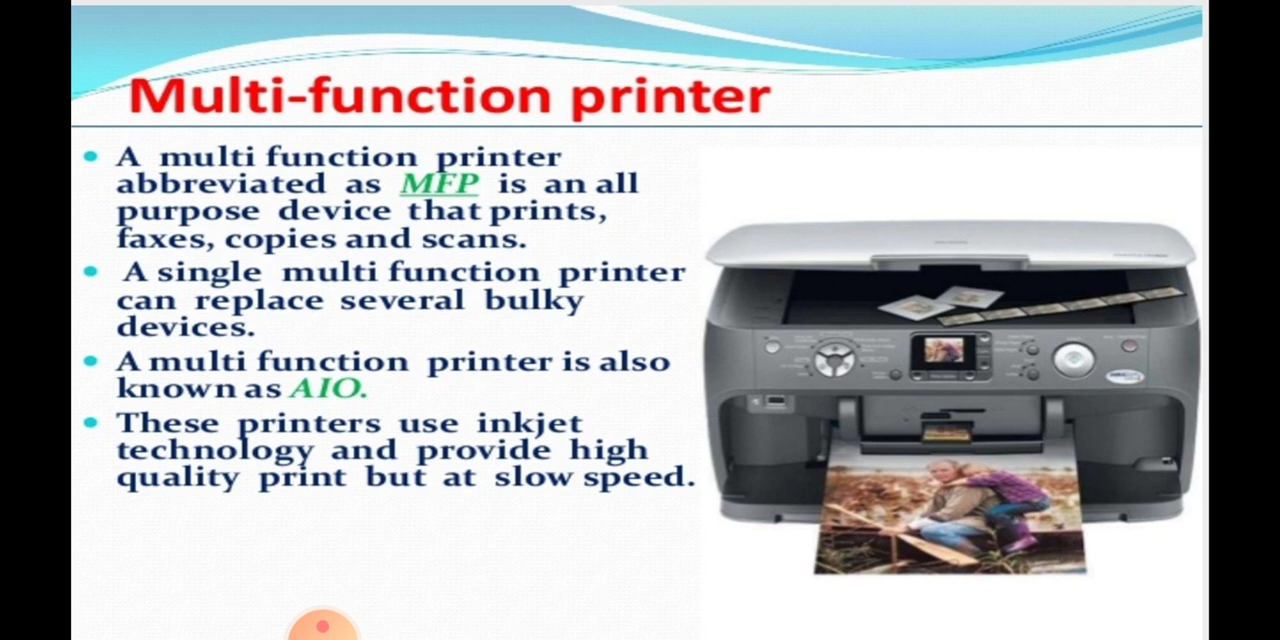 Multi-function printer
A multi function printer
abbreviated as MFP is an all
purpose device that prints,
faxes, copies and scans.
A single multi function printer
can replace several bulky
devices.
A multi function printer is also
known as AIO.
These printers use inkjet
technology and provide high
quality print but at slow speed.